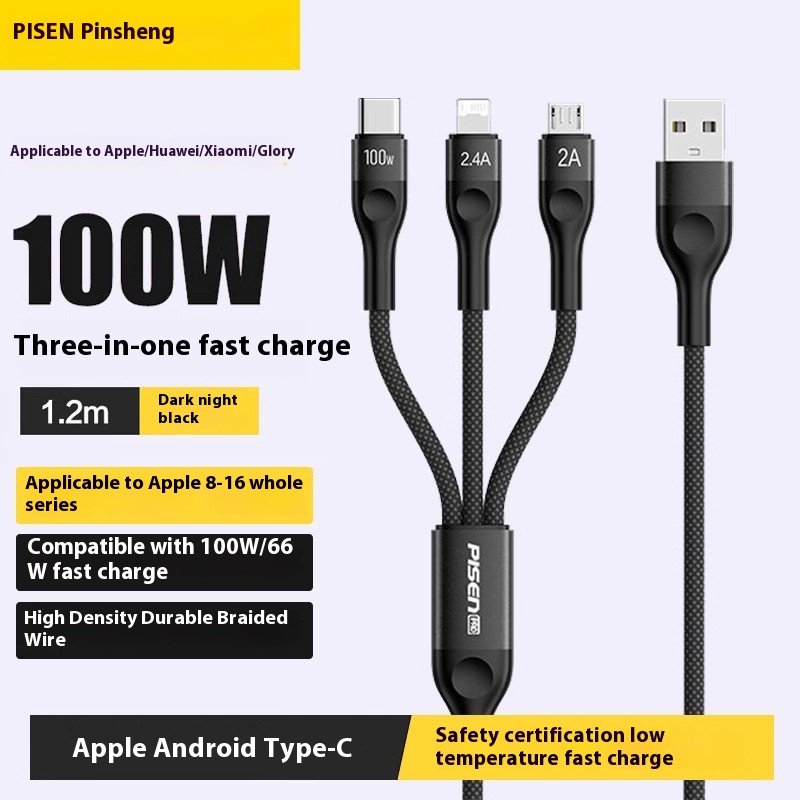 PISEN Pinsheng
Applicable to Apple/Huawei/Xiaomi/Glory
100W
Three-in-one fast charge
1.2m
Dark night
black
Applicable to Apple 8-16 whole
series
Compatible with 100W/66
W fast charge
High Density Durable Braided
Wire
100W
2.4A
2A
PISEN PRO
Apple Android Type-C
Safety certification low
temperature fast charge